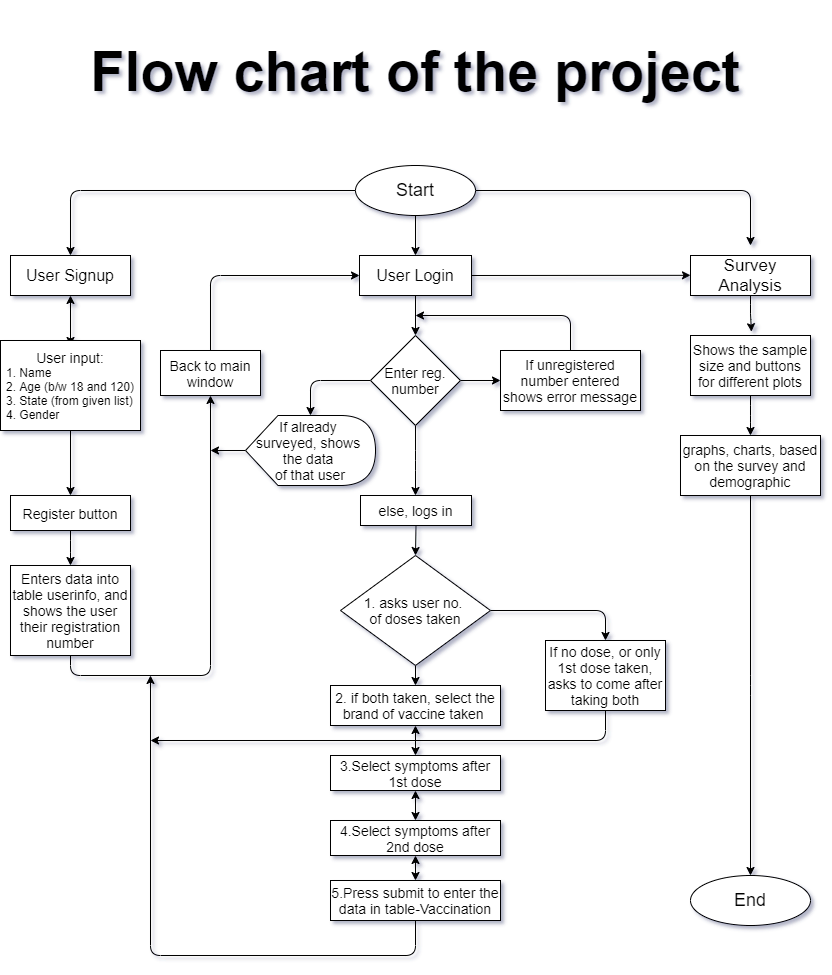 Flow chart of the project
Start
User Signup
User Login
Survey
Analysis
User input:
1. Name
2. Age (b/w 18 and 120)
3. State (from given list)
4. Gender
Back to main
window
Enter reg.
number
If unregistered
number entered
shows error message
Shows the sample
size and buttons
for different plots
If already
surveyed, shows
the data
of that user
graphs, charts, based
on the survey and
demographic
Register button
else, logs in
Enters data into
table userinfo, and
shows the user
their registration
number
1. asks user no.
of doses taken
If no dose, or only
1st dose taken,
asks to come after
taking both
2. if both taken, select the
brand of vaccine taken
3.Select symptoms after
1st dose
4.Select symptoms after
2nd dose
5.Press submit to enter the
data in table-Vaccination
End